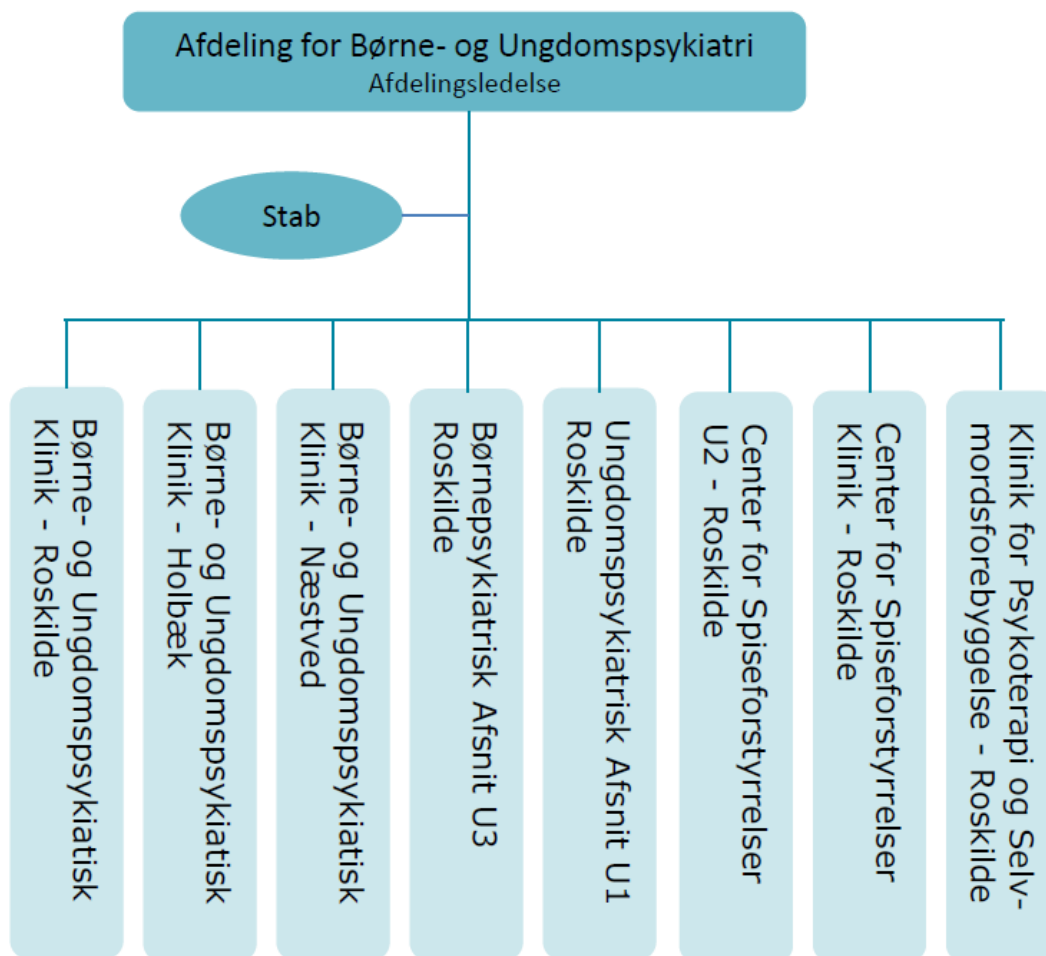 Afdeling for Børne- og Ungdomspsykiatri
Afdelingsledelse
Stab
Børne- og Ungdomspsykiatisk
Klinik - Roskilde
Børne- og Ungdomspsykiatisk
Klinik - Holbæk
Børne- og Ungdomspsykiatisk
Klinik - Næstved
Børnepsykiatrisk Afsnit U3
Roskilde
Ungdomspsykiatrisk Afsnit U1
Roskilde
Center for Spiseforstyrrelser
U2 - Roskilde
Center for Spiseforstyrrelser
Klinik - Roskilde
Klinik for Psykoterapi og Selv-
mordsforebyggelse - Roskilde